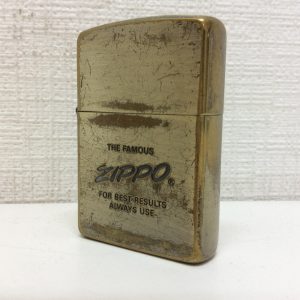 THE FAMOUS
ZIPPO®
FOR BEST RESULTS
ALWAYS USE